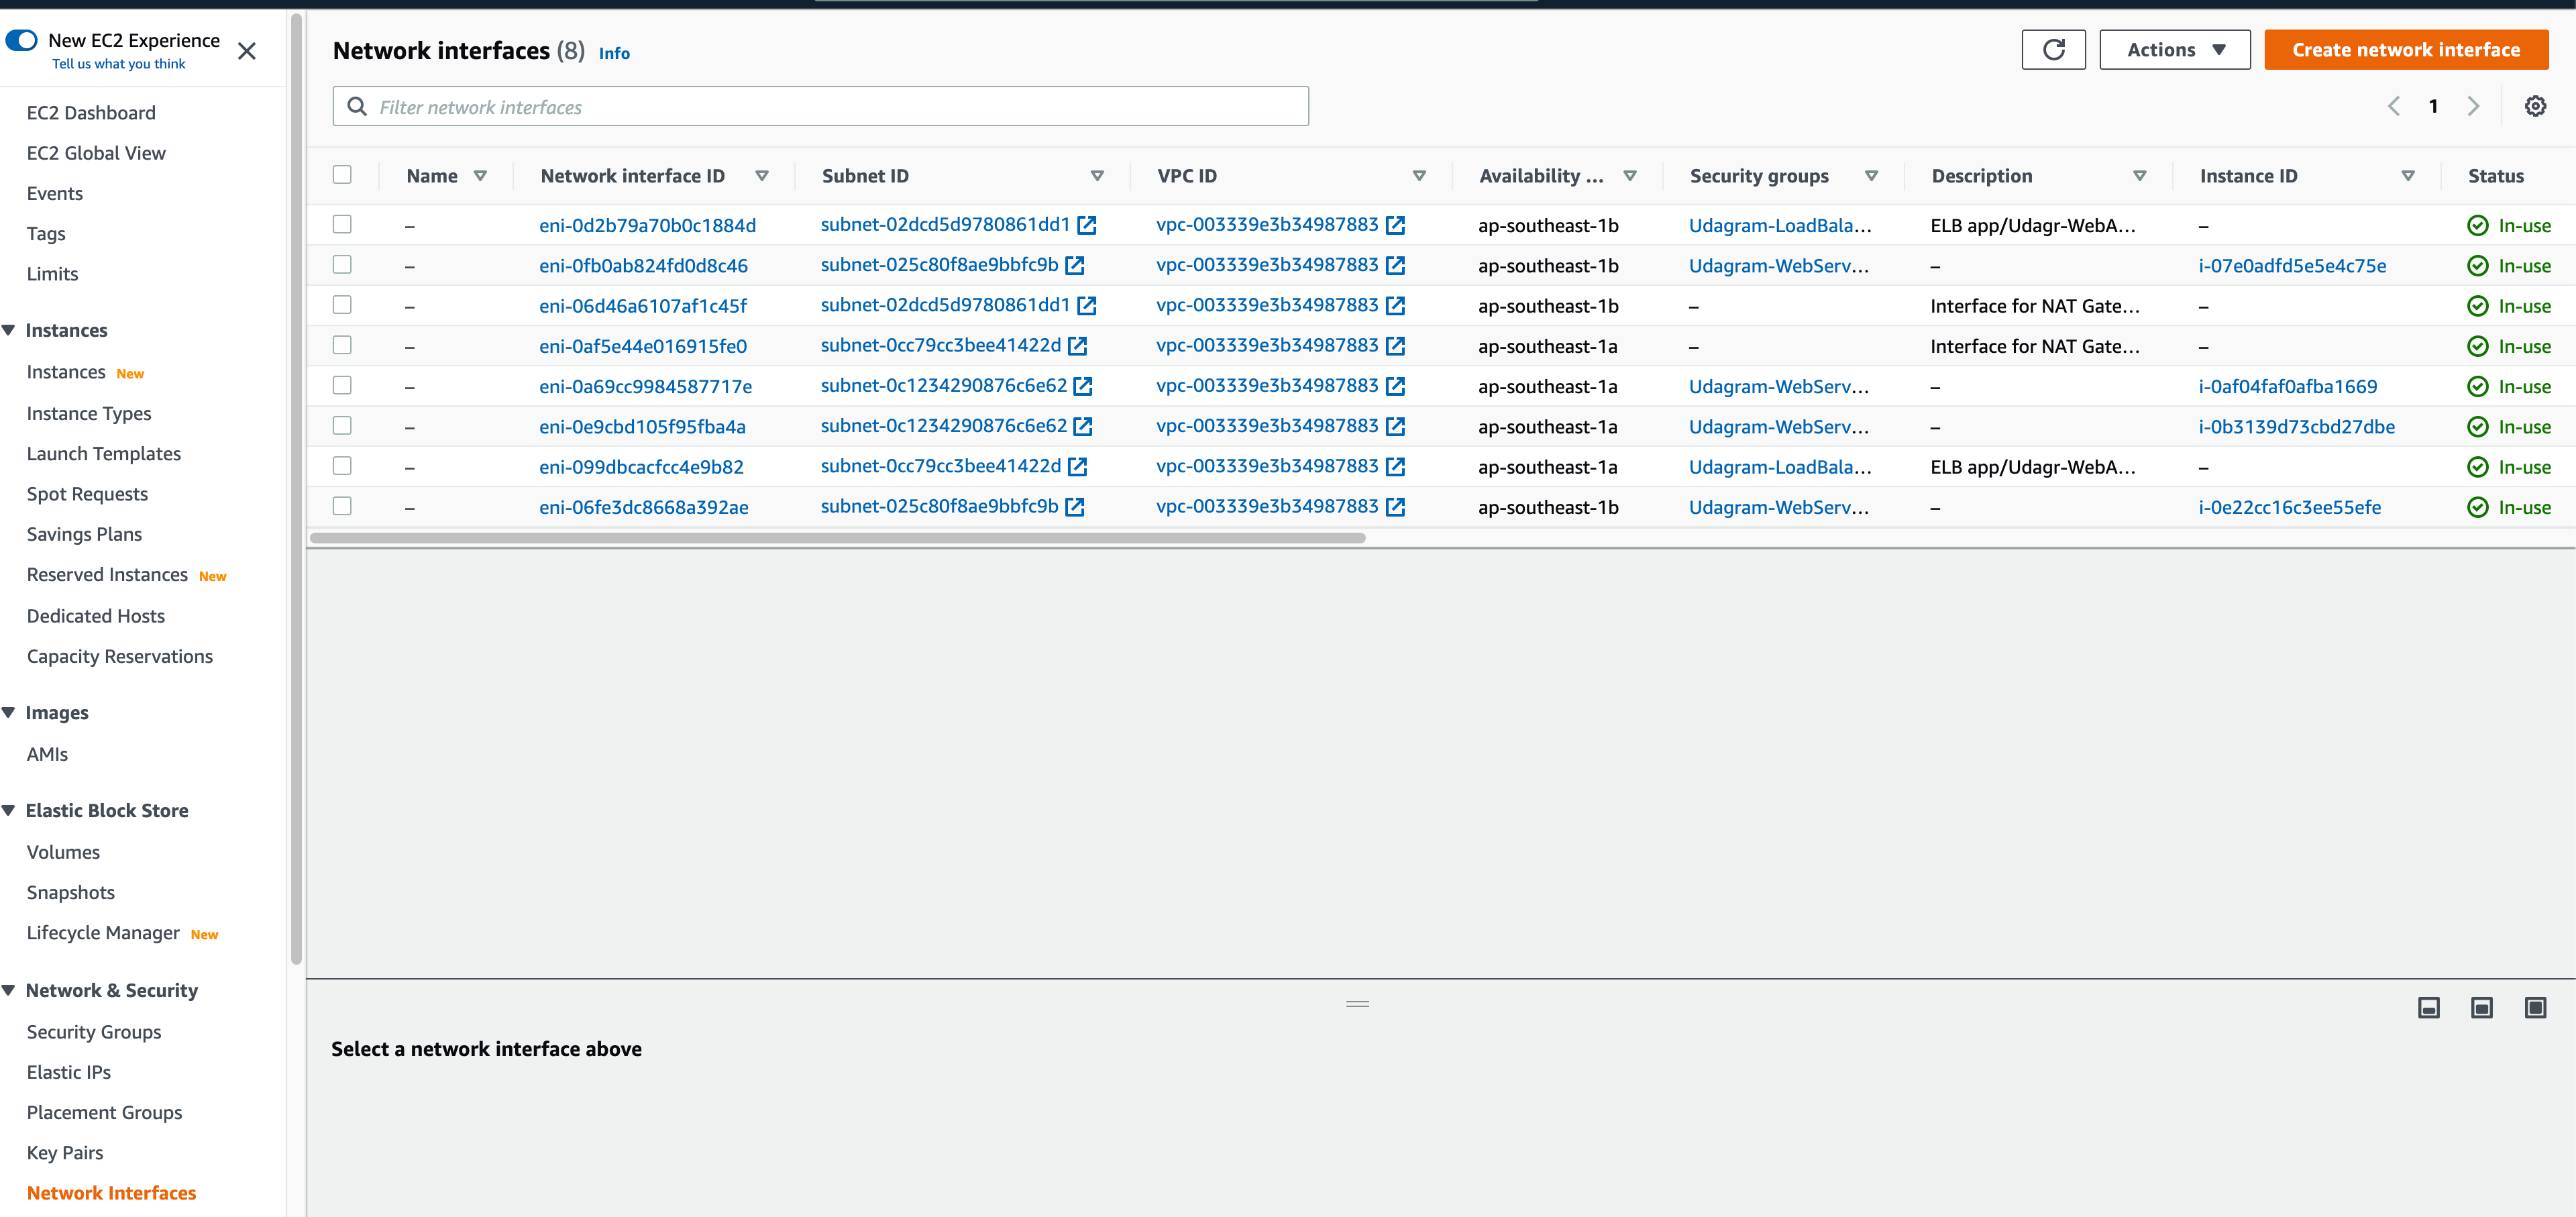 New EC2 Experience
Tell us what you think
EC2 Dashboard
EC2 Global View
Events
Tags
Limits
Instances
Instances New
Instance Types
Launch Templates
Spot Requests
Savings Plans
Reserved Instances New
Dedicated Hosts
Capacity Reservations
Images
AMIs
Elastic Block Store
Volumes
Snapshots
Lifecycle Manager New
Network & Security
Security Groups
Elastic IPs
Placement Groups
Key Pairs
Network Interfaces
Network interfaces (8) Info
Actions
Create network interface
Filter network interfaces
1
Name Network interface ID Subnet ID VPC ID Availability ... Security groups Description Instance ID Status
– eni-0d2b79a70b0c1884d subnet-02dcd5d9780861dd1 vpc-003339e3b34987883 ap-southeast-1b Udagram-LoadBala... ELB app/Udagr-WebA... – In-use
– eni-0fb0ab824fd0d8c46 subnet-025c80f8ae9bbfc9b vpc-003339e3b34987883 ap-southeast-1b Udagram-WebServ... – i-07e0adfd5e5e4c75e In-use
– eni-06d46a6107af1c45f subnet-02dcd5d9780861dd1 vpc-003339e3b34987883 ap-southeast-1b – Interface for NAT Gate... – In-use
– eni-0af5e44e016915fe0 subnet-0cc79cc3bee41422d vpc-003339e3b34987883 ap-southeast-1a – Interface for NAT Gate... – In-use
– eni-0a69cc9984587717e subnet-0c1234290876c6e62 vpc-003339e3b34987883 ap-southeast-1a Udagram-WebServ... – i-0af04faf0afba1669 In-use
– eni-0e9cbd105f95fba4a subnet-0c1234290876c6e62 vpc-003339e3b34987883 ap-southeast-1a Udagram-WebServ... – i-0b3139d73cbd27dbe In-use
– eni-099dbcacfcc4e9b82 subnet-0cc79cc3bee41422d vpc-003339e3b34987883 ap-southeast-1a Udagram-LoadBala... ELB app/Udagr-WebA... – In-use
– eni-06fe3dc8668a392ae subnet-025c80f8ae9bbfc9b vpc-003339e3b34987883 ap-southeast-1b Udagram-WebServ... – i-0e22cc16c3ee55efe In-use
Select a network interface above